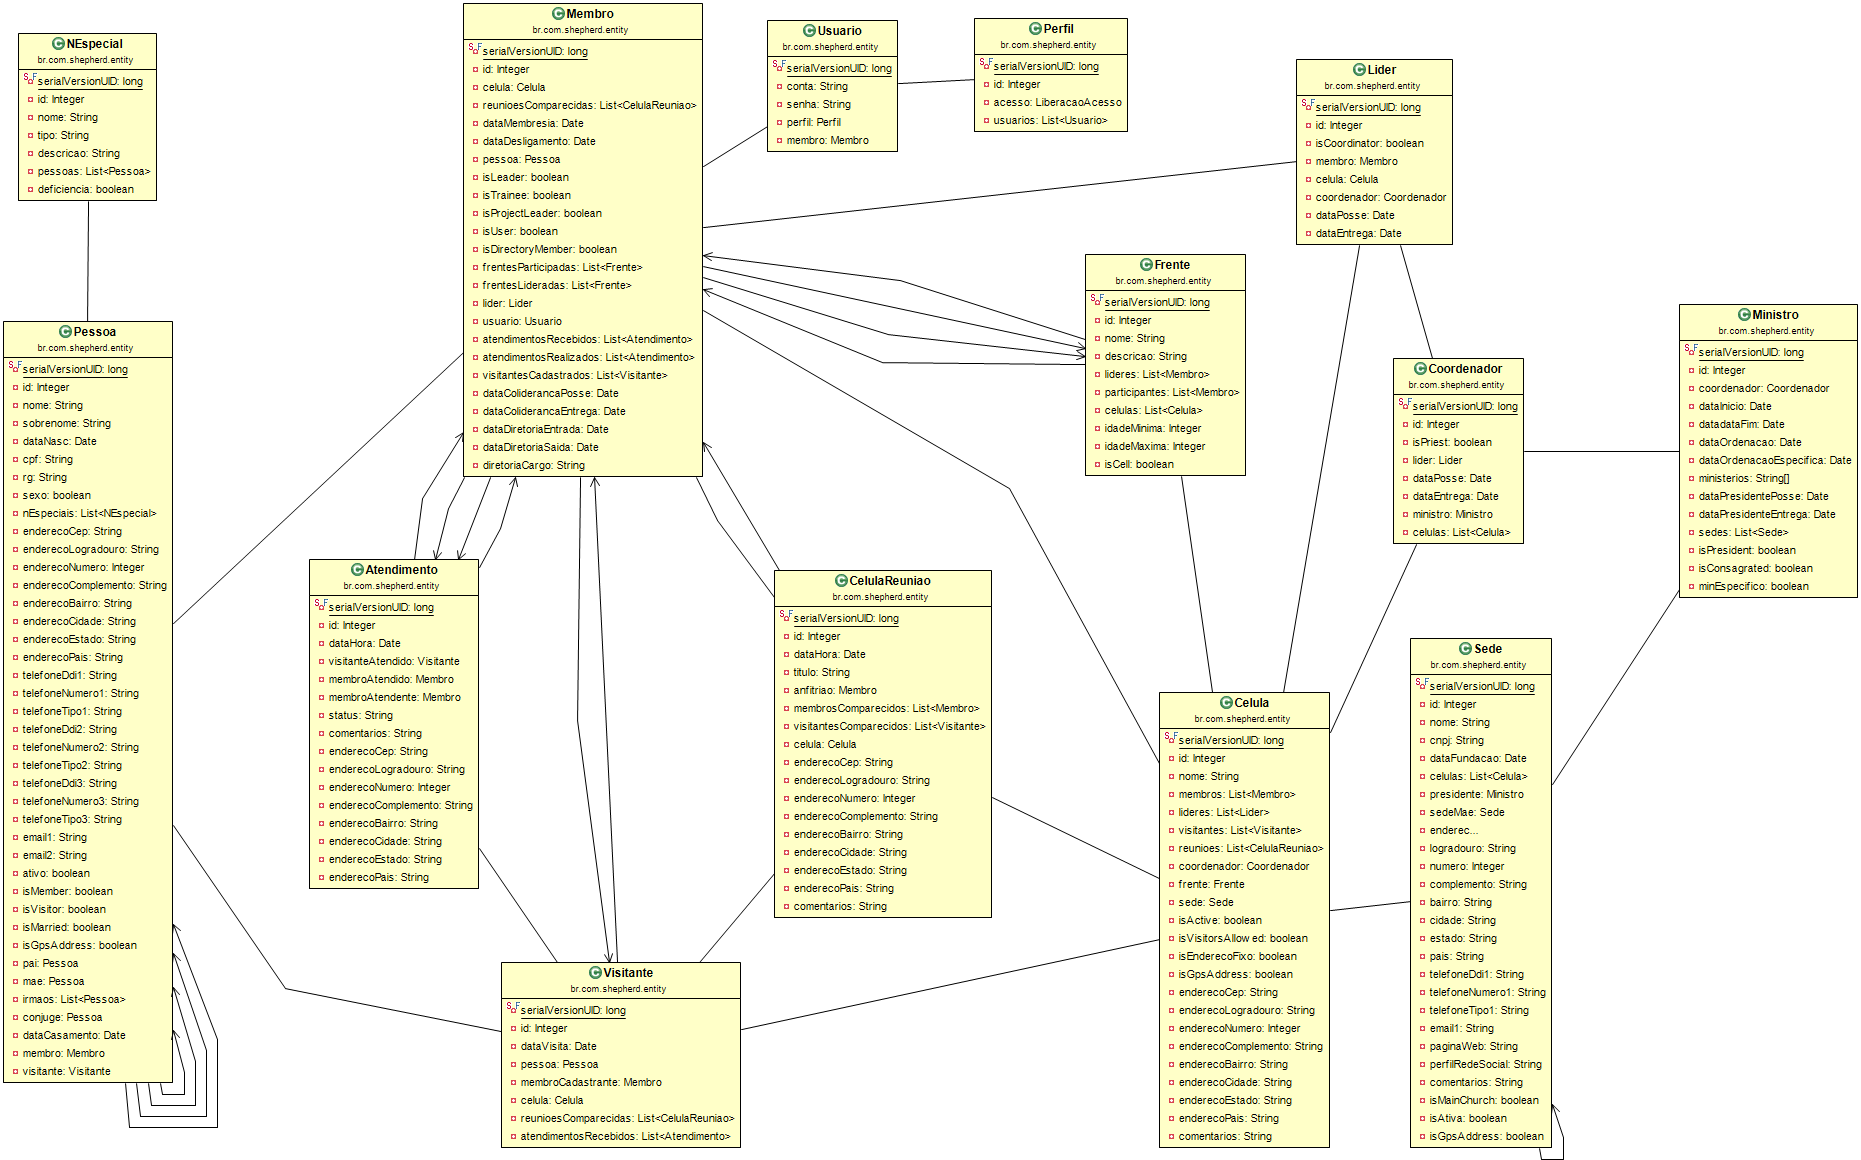 NEspecial
br.com.shepherd.entity
serialVersionUID: long
id: Integer
nome: String
tipo: String
descricao: String
pessoas: List<Pessoa>
deficiencia: boolean
Membro
br.com.shepherd.entity
serialVersionUID: long
id: Integer
celula: Celula
reunioesComparecidas: List<CelulaReuniao>
dataMembresia: Date
dataDesligamento: Date
pessoa: Pessoa
isLeader: boolean
isTrainee: boolean
isProjectLeader: boolean
isUser: boolean
isDirectoryMember: boolean
frentesParticipadas: List<Frente>
frentesLideradas: List<Frente>
lider: Lider
usuario: Usuario
atendimentosRecebidos: List<Atendimento>
atendimentosRealizados: List<Atendimento>
visitantesCadastrados: List<Visitante>
dataColiderancaPosse: Date
dataColiderancaEntrega: Date
dataDiretoriaEntrada: Date
dataDiretoriaSaida: Date
diretoriaCargo: String
Usuario
br.com.shepherd.entity
serialVersionUID: long
conta: String
senha: String
perfil: Perfil
membro: Membro
Perfil
br.com.shepherd.entity
serialVersionUID: long
id: Integer
acesso: LiberacaoAcesso
usuarios: List<Usuario>
Lider
br.com.shepherd.entity
serialVersionUID: long
id: Integer
isCoordinator: boolean
membro: Membro
celula: Celula
coordenador: Coordenador
dataPosse: Date
dataEntrega: Date
Frente
br.com.shepherd.entity
serialVersionUID: long
id: Integer
nome: String
descricao: String
lideres: List<Membro>
participantes: List<Membro>
celulas: List<Celula>
idadeMinima: Integer
idadeMaxima: Integer
isCell: boolean
Ministro
br.com.shepherd.entity
serialVersionUID: long
id: Integer
coordenador: Coordenador
dataInicio: Date
datadataFim: Date
dataOrdenacao: Date
dataOrdenacaoEspecifica: Date
ministerios: String[]
dataPresidentePosse: Date
dataPresidenteEntrega: Date
sedes: List<Sede>
isPresident: boolean
isConsagrated: boolean
minEspecifico: boolean
Coordenador
br.com.shepherd.entity
serialVersionUID: long
id: Integer
isPriest: boolean
lider: Lider
dataPosse: Date
dataEntrega: Date
ministro: Ministro
celulas: List<Celula>
Pessoa
br.com.shepherd.entity
serialVersionUID: long
id: Integer
nome: String
sobrenome: String
dataNasc: Date
cpf: String
rg: String
sexo: boolean
nEspeciais: List<NEspecial>
enderecoCep: String
enderecoLogradouro: String
enderecoNumero: Integer
enderecoComplemento: String
enderecoBairro: String
enderecoCidade: String
enderecoEstado: String
enderecoPais: String
telefoneDdi1: String
telefoneNumero1: String
telefoneTipo1: String
telefoneDdi2: String
telefoneNumero2: String
telefoneTipo2: String
telefoneDdi3: String
telefoneNumero3: String
telefoneTipo3: String
email1: String
email2: String
ativo: boolean
isMember: boolean
isVisitor: boolean
isMarried: boolean
isGpsAddress: boolean
pai: Pessoa
mae: Pessoa
irmaos: List<Pessoa>
conjuge: Pessoa
dataCasamento: Date
membro: Membro
visitante: Visitante
Atendimento
br.com.shepherd.entity
serialVersionUID: long
id: Integer
dataHora: Date
visitanteAtendido: Visitante
membroAtendido: Membro
membroAtendente: Membro
status: String
comentarios: String
enderecoCep: String
enderecoLogradouro: String
enderecoNumero: Integer
enderecoComplemento: String
enderecoBairro: String
enderecoCidade: String
enderecoEstado: String
enderecoPais: String
CelulaReuniao
br.com.shepherd.entity
serialVersionUID: long
id: Integer
dataHora: Date
titulo: String
anfitriao: Membro
membrosComparecidos: List<Membro>
visitantesComparecidos: List<Visitante>
celula: Celula
enderecoCep: String
enderecoLogradouro: String
enderecoNumero: Integer
enderecoComplemento: String
enderecoBairro: String
enderecoCidade: String
enderecoEstado: String
enderecoPais: String
comentarios: String
Visitante
br.com.shepherd.entity
serialVersionUID: long
id: Integer
dataVisita: Date
pessoa: Pessoa
membroCadastrante: Membro
celula: Celula
reunioesComparecidas: List<CelulaReuniao>
atendimentosRecebidos: List<Atendimento>
Celula
br.com.shepherd.entity
serialVersionUID: long
id: Integer
nome: String
membros: List<Membro>
lideres: List<Lider>
visitantes: List<Visitante>
reunioes: List<CelulaReuniao>
coordenador: Coordenador
frente: Frente
sede: Sede
isActive: boolean
isVisitorsAllowed: boolean
isEnderecoFixo: boolean
isGpsAddress: boolean
enderecoCep: String
enderecoLogradouro: String
enderecoNumero: Integer
enderecoComplemento: String
enderecoBairro: String
enderecoCidade: String
enderecoEstado: String
enderecoPais: String
comentarios: String
Sede
br.com.shepherd.entity
serialVersionUID: long
id: Integer
nome: String
cnpj: String
dataFundacao: Date
celulas: List<Celula>
presidente: Ministro
sedeMae: Sede
enderec...
logradouro: String
numero: Integer
complemento: String
bairro: String
cidade: String
estado: String
pais: String
telefoneDdi1: String
telefoneNumero1: String
telefoneTipo1: String
email1: String
paginaWeb: String
perfilRedeSocial: String
comentarios: String
isMainChurch: boolean
isAtiva: boolean
isGpsAddress: boolean